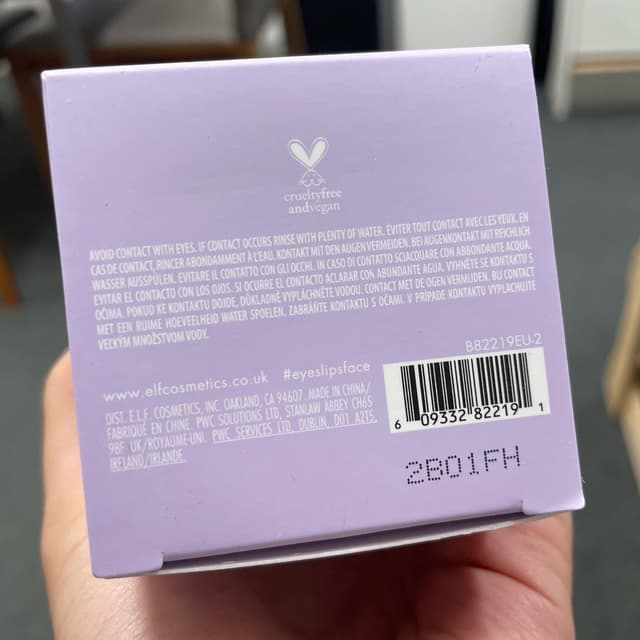 crueltyfree
andvegan
AVOID CONTACT WITH EYES. IF CONTACT OCCURS RINSE WITH PLENTY OF WATER. ÉVITER TOUT CONTACT AVEC LES YEUX. EN
CAS DE CONTACT, RINCER ABONDAMMENT À L'EAU. KONTAKT MIT DEN AUGEN VERMEIDEN. BEI AUGENKONTAKT MIT REICHLICH
WASSER AUSSPÜLEN. EVITARE IL CONTATTO CON GLI OCCHI. IN CASO DI CONTATTO SCIACQUARE CON ABBONDANTE ACQUA.
EVITAR EL CONTACTO CON LOS OJOS. SI OCURRE EL CONTACTO ACLARAR CON ABUNDANTE AGUA. VYHNĚTE SE KONTAKTU S
OČIMA. POKUD KE KONTAKTU DOJDE, DŮKLADNĚ VYPLÁCHNĚTE VODOU. CONTACT MET DE OGEN VERMIJDEN. BIJ CONTACT
MET EEN RUIME HOEVEELHEID WATER SPOELEN. ZABRÁŇTE KONTAKTU S OČAMI. V PRÍPADE KONTAKTU VYPLÁCHNITE
VEĽKÝM MNOŽSTVOM VODY.
B82219EU-2
www.elfcosmetics.co.uk #eyeslipsface
DIST. E.L.F. COSMETICS, INC. OAKLAND, CA 94607. MADE IN CHINA/
FABRIQUÉ EN CHINE. PWC SOLUTIONS LTD, STANLAW ABBEY, CH65
9BF UK/ROYAUME-UNI. PWC SERVICES LTD, DUBLIN, D01 A215,
IRELAND/IRLANDE.
6 09332 82219 1
2B01FH